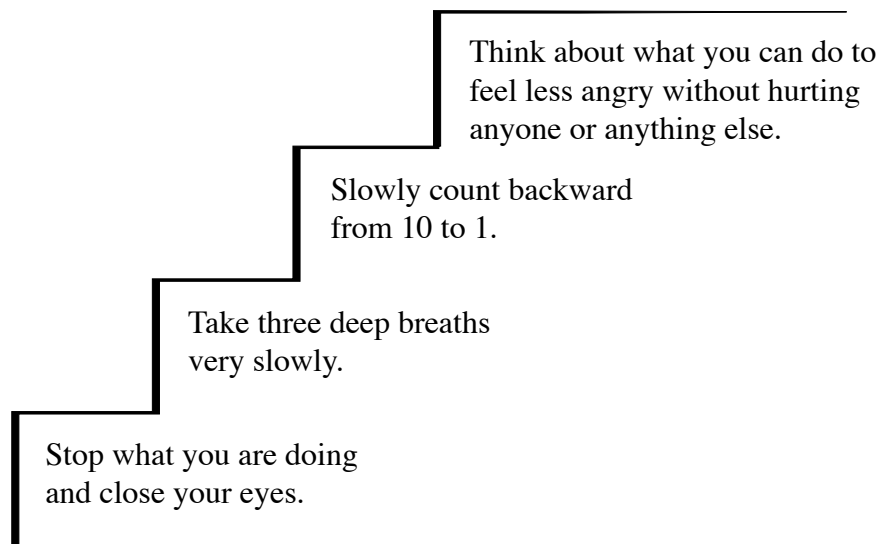 Think about what you can do to
feel less angry without hurting
anyone or anything else.
Slowly count backward
from 10 to 1.
Take three deep breaths
very slowly.
Stop what you are doing
and close your eyes.